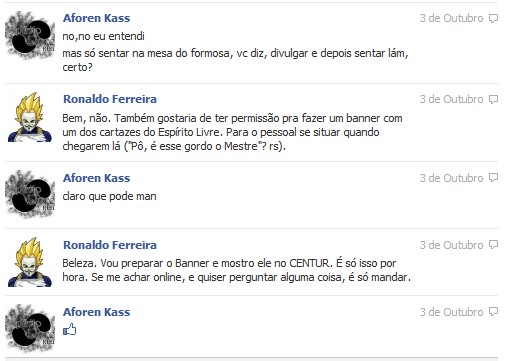 Aforen Kass 3 de Outubro
no,no eu entendi
mas só sentar na mesa do formosa, vc diz, divulgar e depois sentar lám,
certo?
Ronaldo Ferreira 3 de Outubro
Bem, não. Também gostaria de ter permissão pra fazer um banner com
um dos cartazes do Espírito Livre. Para o pessoal se situar quando
chegarem lá ("Pô, é esse gordo o Mestre"? rs).
Aforen Kass 3 de Outubro
claro que pode man
Ronaldo Ferreira 3 de Outubro
Beleza. Vou preparar o Banner e mostro ele no CENTUR. É só isso por
hora. Se me achar online, e quiser perguntar alguma coisa, é só mandar.
Aforen Kass 3 de Outubro